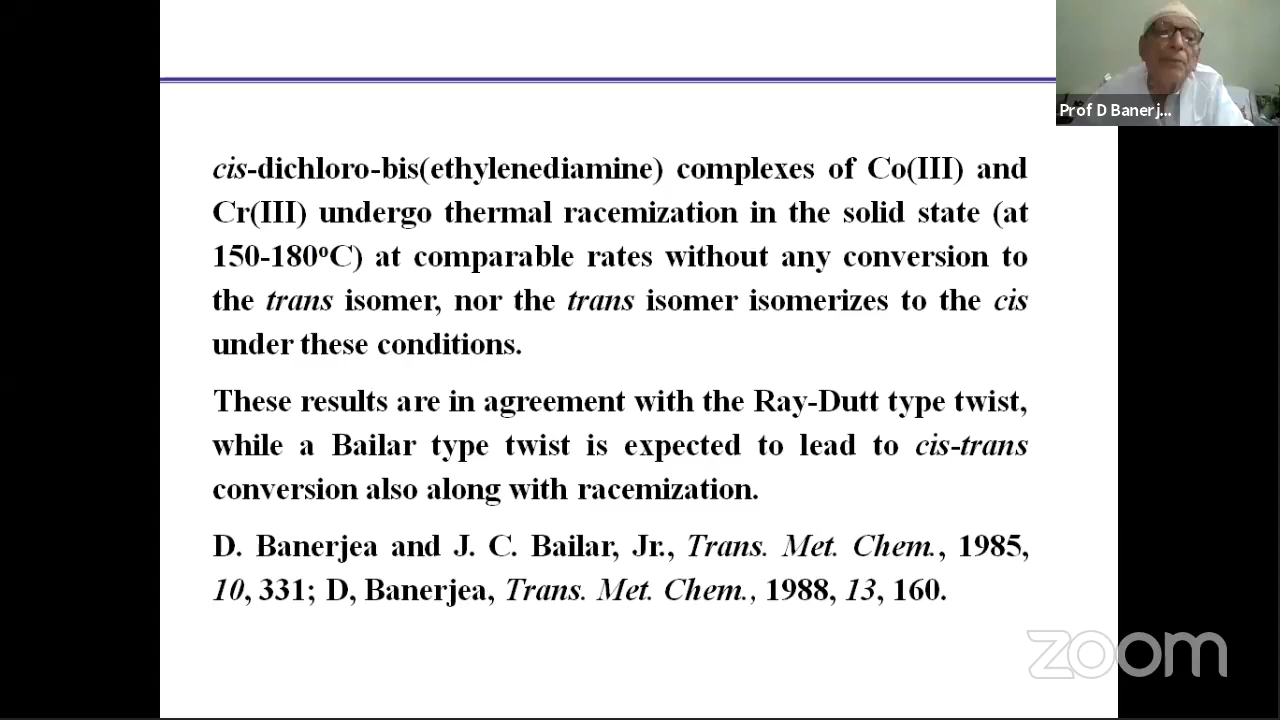 Prof D Banerj...
cis-dichloro-bis(ethylenediamine) complexes of Co(III) and
Cr(III) undergo thermal racemization in the solid state (at
150-180°C) at comparable rates without any conversion to
the trans isomer, nor the trans isomer isomerizes to the cis
under these conditions.
These results are in agreement with the Ray-Dutt type twist,
while a Bailar type twist is expected to lead to cis-trans
conversion also along with racemization.
D. Banerjea and J. C. Bailar, Jr., Trans. Met. Chem., 1985,
10, 331; D, Banerjea, Trans. Met. Chem., 1988, 13, 160.
zoom